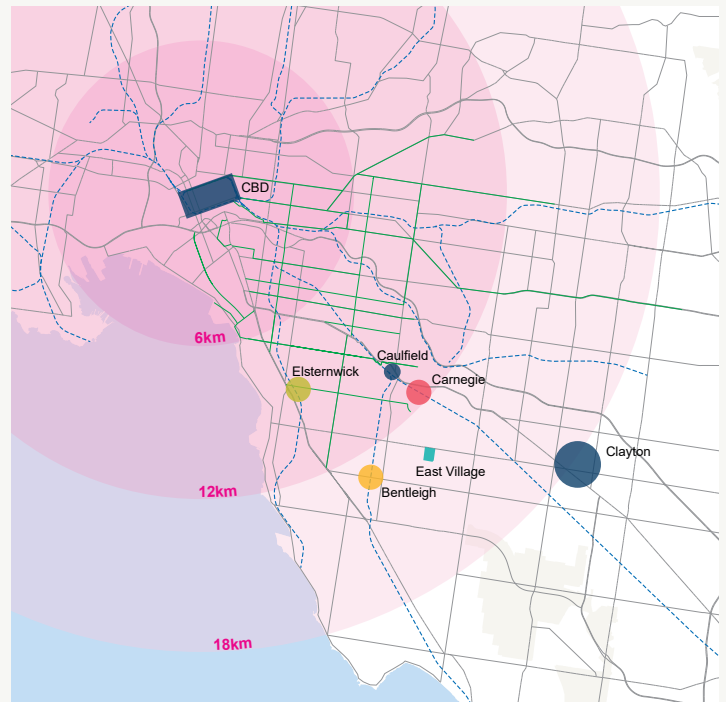 CBD
6km
Caulfield
Elsternwick
Carnegie
Clayton
East Village
12km
Bentleigh
18km